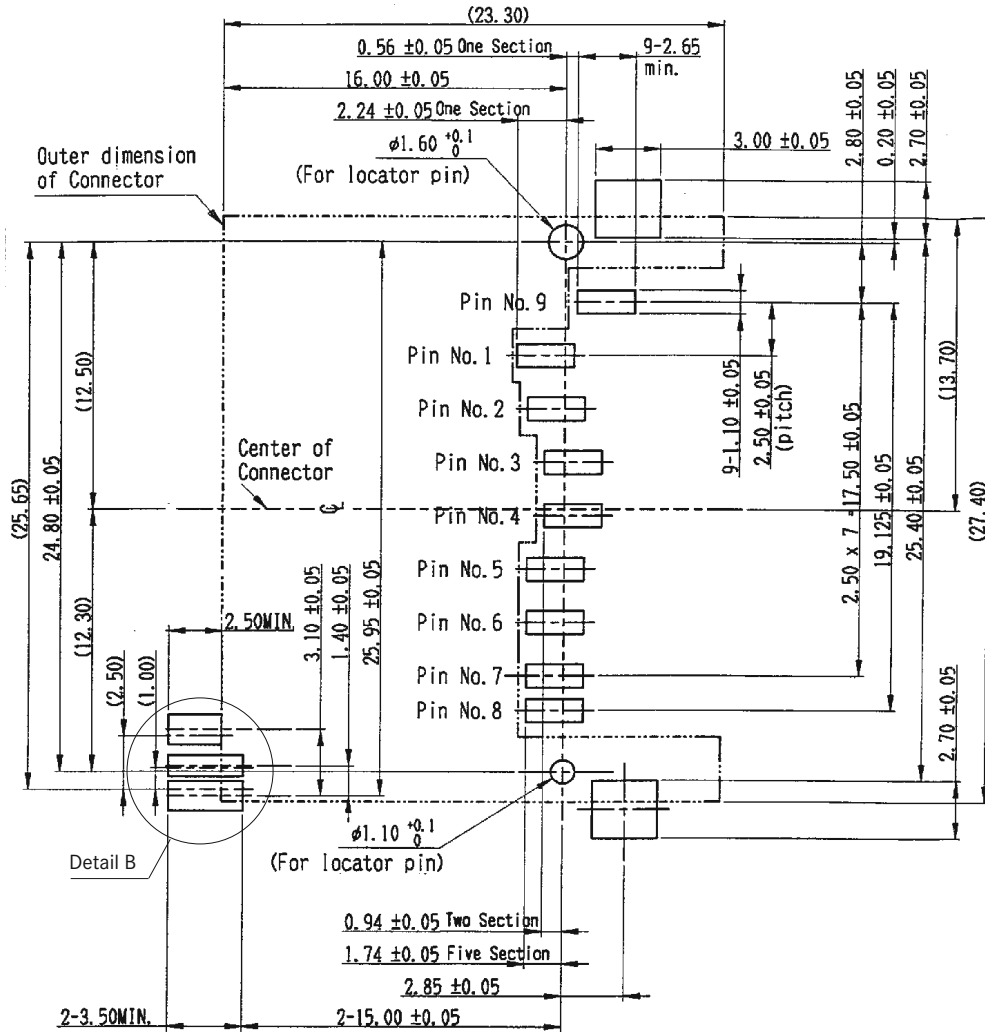 (23.30)
0.56 ±0.05 One Section
9-2.65
min.
16.00 ±0.05
2.24 ±0.05 One Section
ø1.60 +0.1 0
(For locator pin)
3.00 ±0.05
2.80 ±0.05
0.20 ±0.05
2.70 ±0.05
Outer dimension
of Connector
Pin No.9
Pin No.1
Pin No.2
Pin No.3
Pin No.4
Pin No.5
Pin No.6
Pin No.7
Pin No.8
Center of
Connector
(12.50)
(25.65)
24.80 ±0.05
(12.30)
3.10 ±0.05
1.40 ±0.05
25.95 ±0.05
2.50MIN.
(2.50)
(1.00)
9-1.10 ±0.05
2.50 ±0.05
(pitch)
2.50 x 7 =17.50 ±0.05
19.125 ±0.05
25.40 ±0.05
(13.70)
(27.40)
2.70 ±0.05
Detail B
ø1.10 +0.1 0
(For locator pin)
0.94 ±0.05 Two Section
1.74 ±0.05 Five Section
2.85 ±0.05
2-3.50MIN.
2-15.00 ±0.05